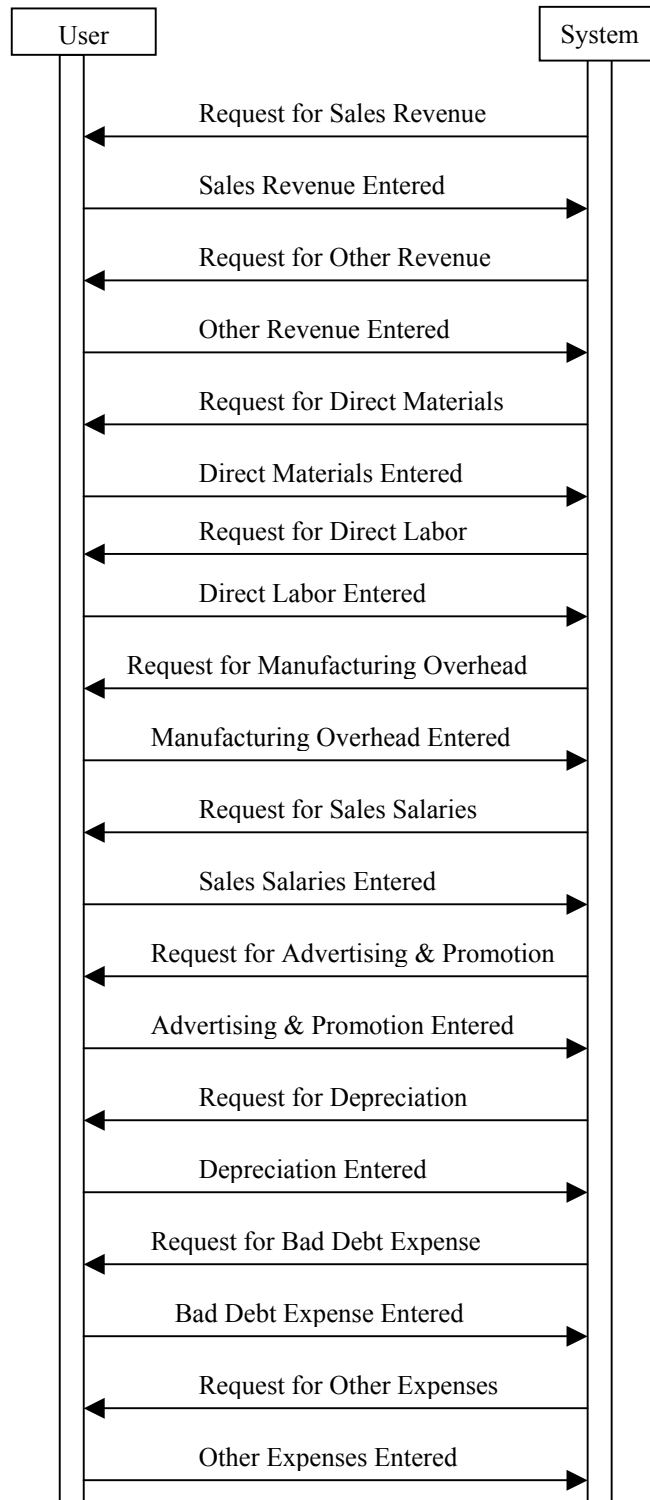 User
System
Request for Sales Revenue
Sales Revenue Entered
Request for Other Revenue
Other Revenue Entered
Request for Direct Materials
Direct Materials Entered
Request for Direct Labor
Direct Labor Entered
Request for Manufacturing Overhead
Manufacturing Overhead Entered
Request for Sales Salaries
Sales Salaries Entered
Request for Advertising & Promotion
Advertising & Promotion Entered
Request for Depreciation
Depreciation Entered
Request for Bad Debt Expense
Bad Debt Expense Entered
Request for Other Expenses
Other Expenses Entered